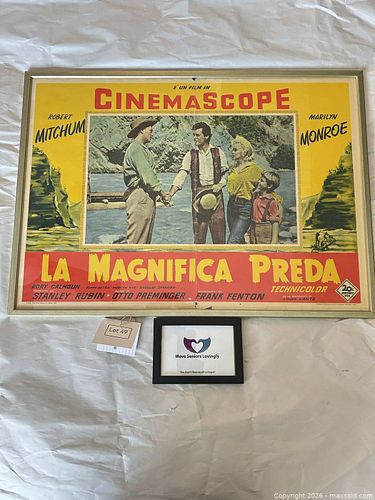 È UN FILM IN
CINEMASCOPE
ROBERT
MITCHUM
MARILYN
MONROE
LA MAGNIFICA PREDA
RORY CALHOUN
TECHNICOLOR
STANLEY RUBIN · OTTO PREMINGER · FRANK FENTON
20
Lot 49
Move Seniors Lovingly
Copyright 2026 - maxsold.com